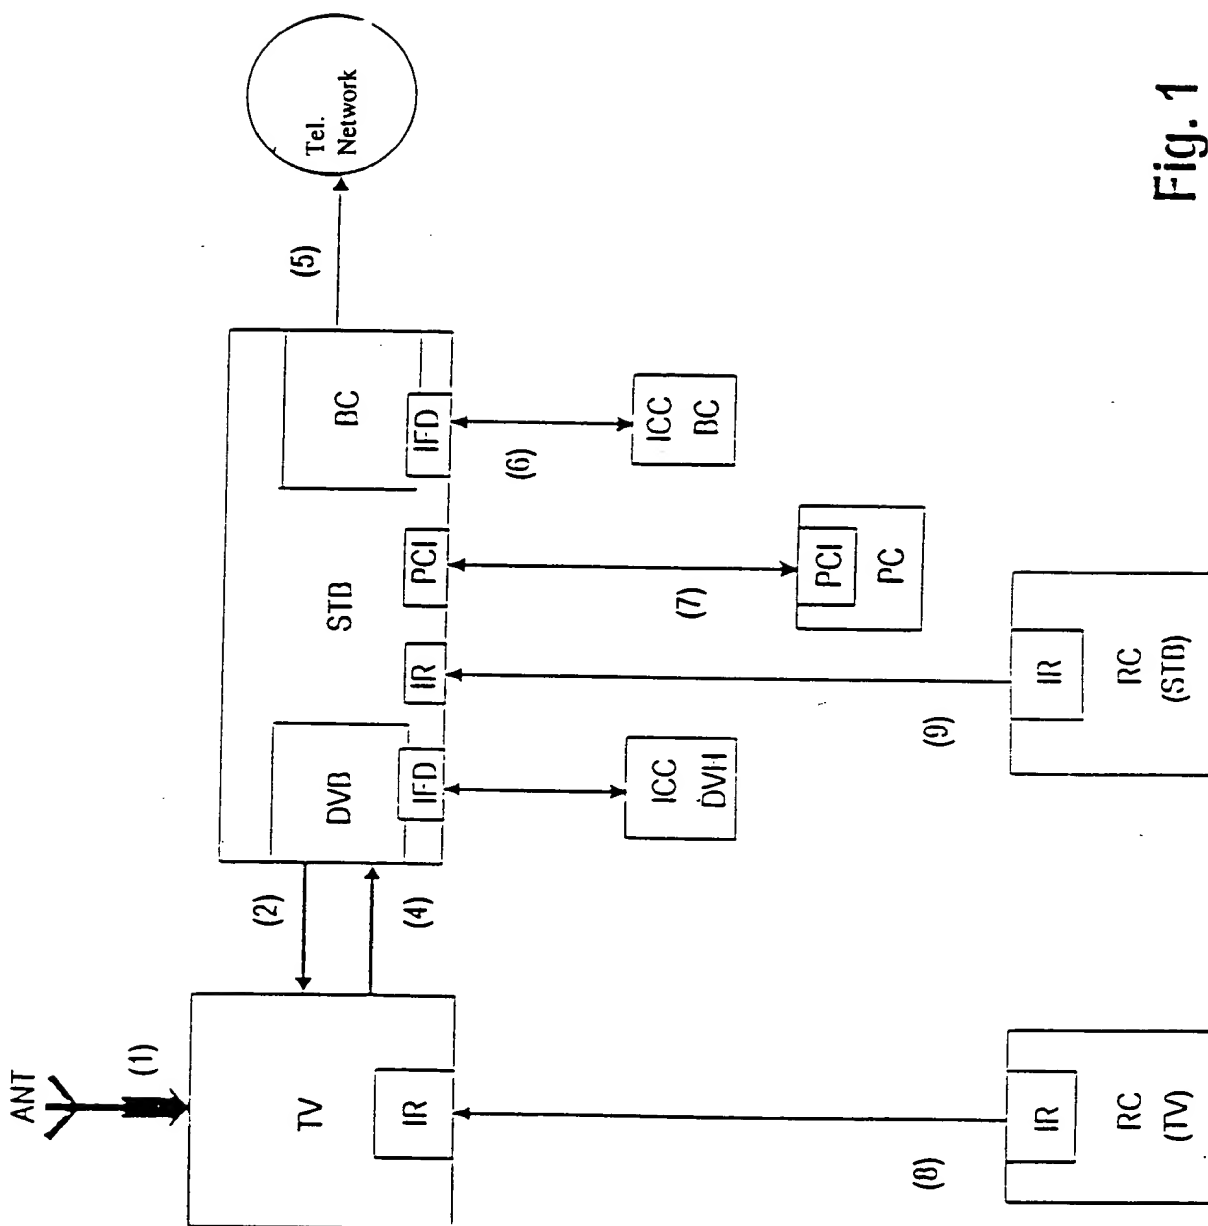 ANT
(1)
TV
IR
(2)
(4)
STB
DVB
IFD
IR
PCI
BC
IFD
(5)
Tel.
Network
ICC
DVH
(9)
(7)
(6)
ICC
BC
PCI
PC
(8)
IR
RC
(TV)
IR
RC
(STB)
Fig. 1